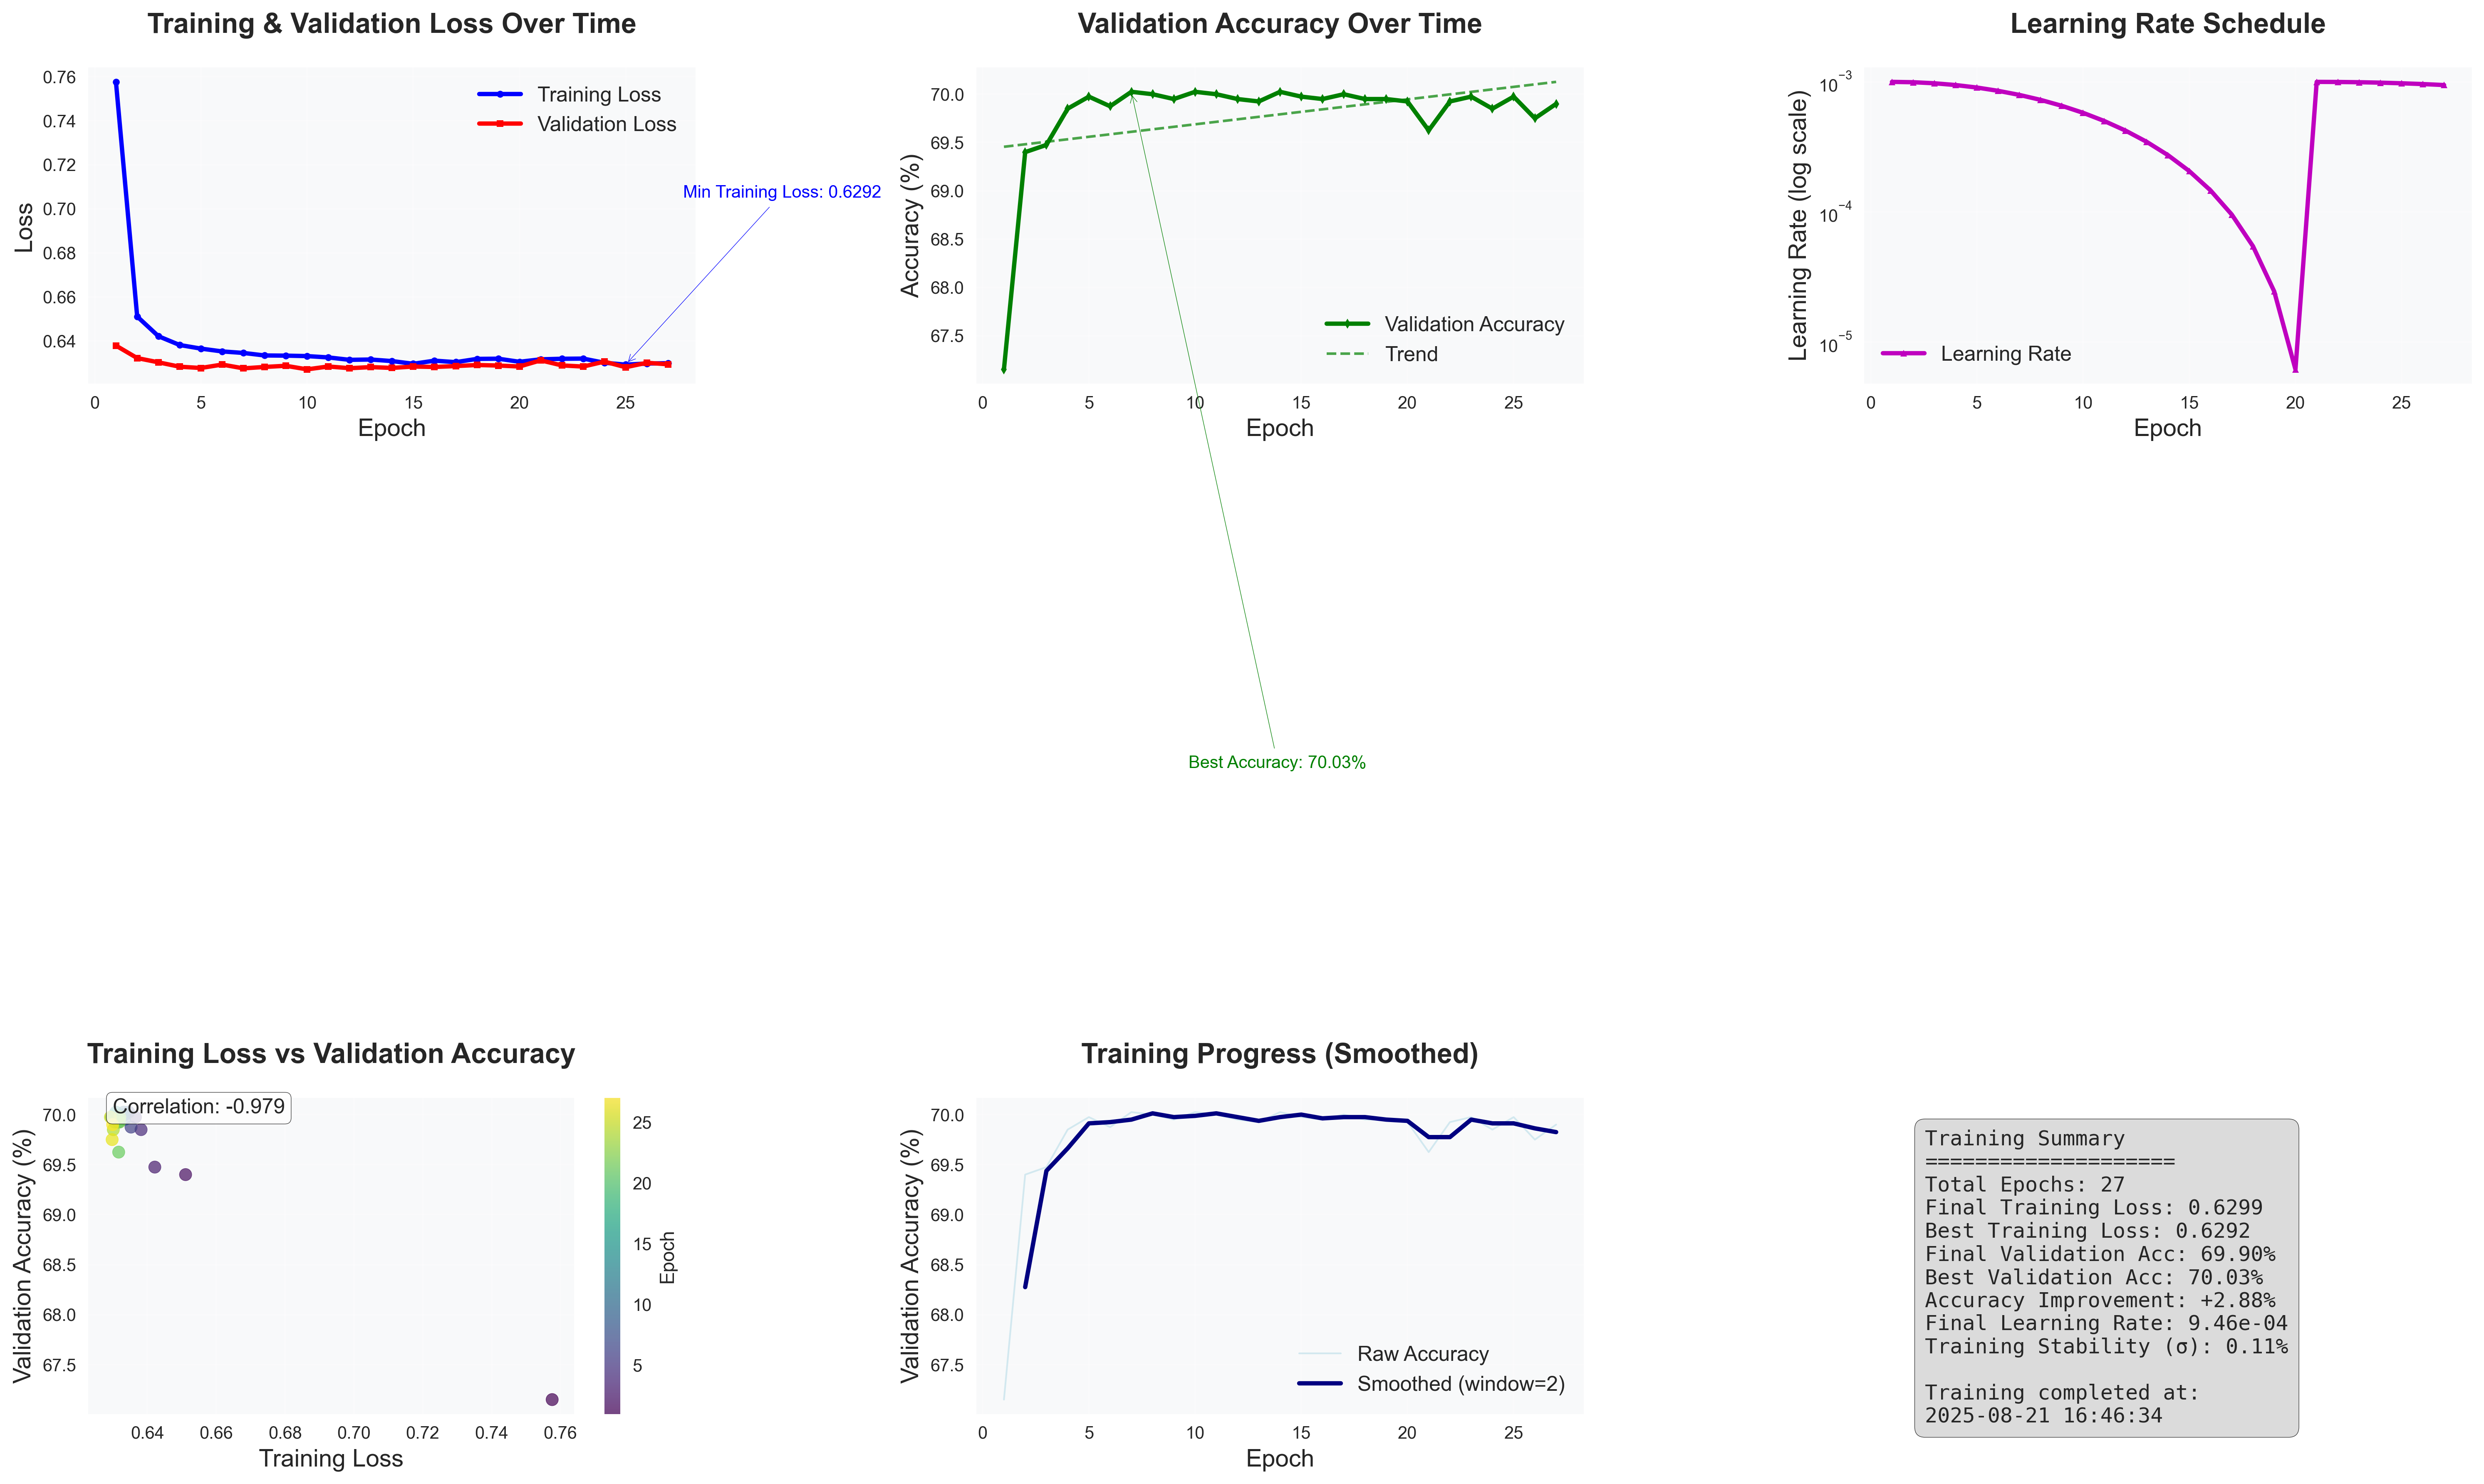 Training & Validation Loss Over Time
0.76
0.74
0.72
0.70
0.68
0.66
0.64
Loss
Training Loss
Validation Loss
Min Training Loss: 0.6292
0 5 10 15 20 25
Epoch
Validation Accuracy Over Time
70.0
69.5
69.0
68.5
68.0
67.5
Accuracy (%)
Validation Accuracy
Trend
0 5 10 15 20 25
Epoch
Best Accuracy: 70.03%
Learning Rate Schedule
10⁻³
10⁻⁴
10⁻⁵
Learning Rate (log scale)
Learning Rate
0 5 10 15 20 25
Epoch
Training Loss vs Validation Accuracy
Correlation: -0.979
70.0
69.5
69.0
68.5
68.0
67.5
Validation Accuracy (%)
0.64 0.66 0.68 0.70 0.72 0.74 0.76
Training Loss
25
20
15
10
5
Epoch
Training Progress (Smoothed)
70.0
69.5
69.0
68.5
68.0
67.5
Validation Accuracy (%)
Raw Accuracy
Smoothed (window=2)
0 5 10 15 20 25
Epoch
Training Summary
====================
Total Epochs: 27
Final Training Loss: 0.6299
Best Training Loss: 0.6292
Final Validation Acc: 69.90%
Best Validation Acc: 70.03%
Accuracy Improvement: +2.88%
Final Learning Rate: 9.46e-04
Training Stability (σ): 0.11%
Training completed at:
2025-08-21 16:46:34